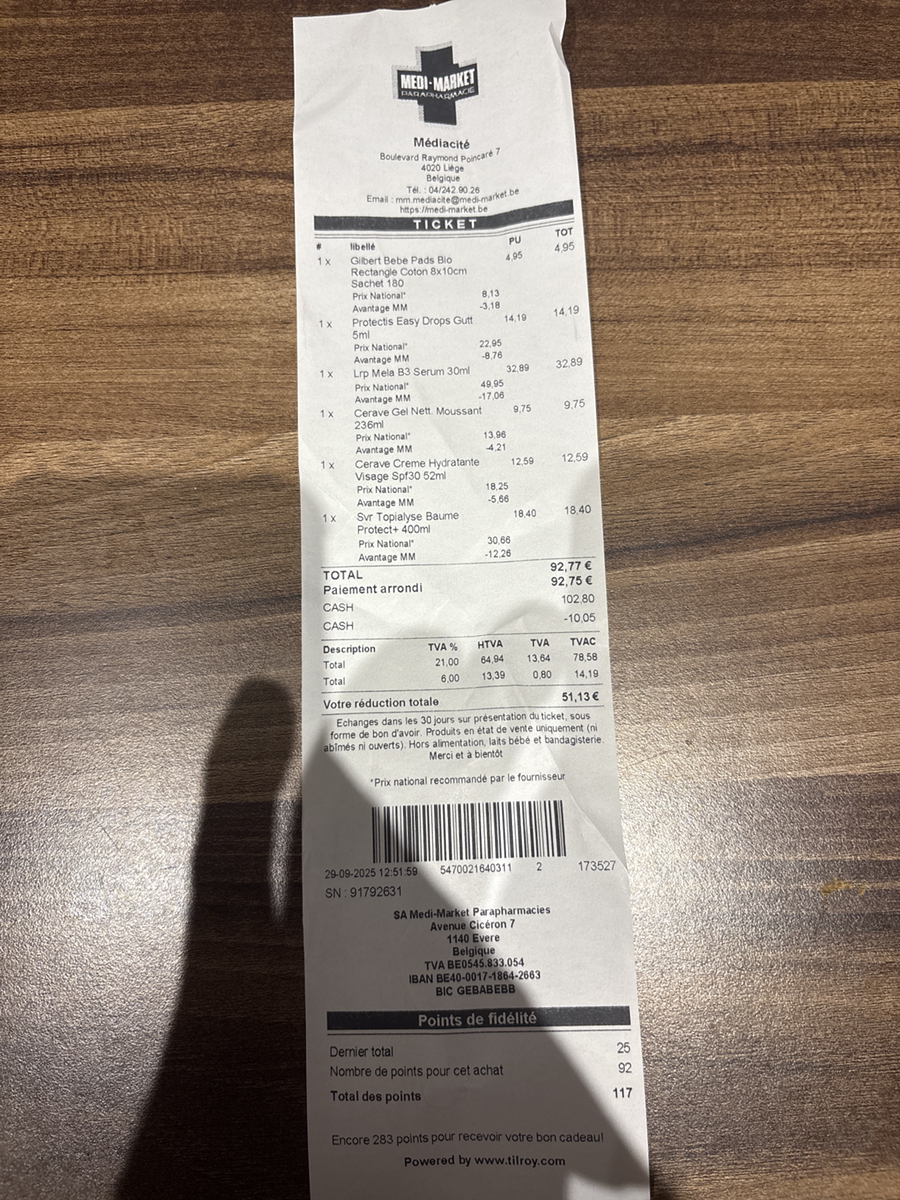 MEDI-MARKET
PARAPHARMACIE
Médiacité
Boulevard Raymond Poincaré 7
4020 Liège
Belgique
Tél. : 04/242.90.26
Email : mm.mediacite@medi-market.be
https://medi-market.be
TICKET
# libellé PU TOT
1 x Gilbert Bebe Pads Bio 4,95 4,95
Rectangle Coton 8x10cm
Sachet 180
Prix National* 8,13
Avantage MM -3,18
1 x Protectis Easy Drops Gutt 14,19 14,19
5ml
Prix National* 22,95
Avantage MM -8,76
1 x Lrp Mela B3 Serum 30ml 32,89 32,89
Prix National* 49,95
Avantage MM -17,06
1 x Cerave Gel Nett. Moussant 9,75 9,75
236ml
Prix National* 13,96
Avantage MM -4,21
1 x Cerave Creme Hydratante 12,59 12,59
Visage Spf30 52ml
Prix National* 18,25
Avantage MM -5,66
1 x Svr Topialyse Baume 18,40 18,40
Protect+ 400ml
Prix National* 30,66
Avantage MM -12,26
TOTAL 92,77 €
Paiement arrondi 92,75 €
CASH 102,80
CASH -10,05
Description TVA % HTVA TVA TVAC
Total 21,00 64,94 13,64 78,58
Total 6,00 13,39 0,80 14,19
Votre réduction totale 51,13 €
Echanges dans les 30 jours sur présentation du ticket, sous
forme de bon d'avoir. Produits en état de vente uniquement (ni
abîmés ni ouverts). Hors alimentation, laits bébé et bandagisterie.
Merci et à bientôt
*Prix national recommandé par le fournisseur
29-09-2025 12:51:59 5470021640311 2 173527
SN : 91792631
SA Medi-Market Parapharmacies
Avenue Cicéron 7
1140 Evere
Belgique
TVA BE0545.833.054
IBAN BE40-0017-1864-2663
BIC GEBABEBB
Points de fidélité
Dernier total 25
Nombre de points pour cet achat 92
Total des points 117
Encore 283 points pour recevoir votre bon cadeau!
Powered by www.tilroy.com